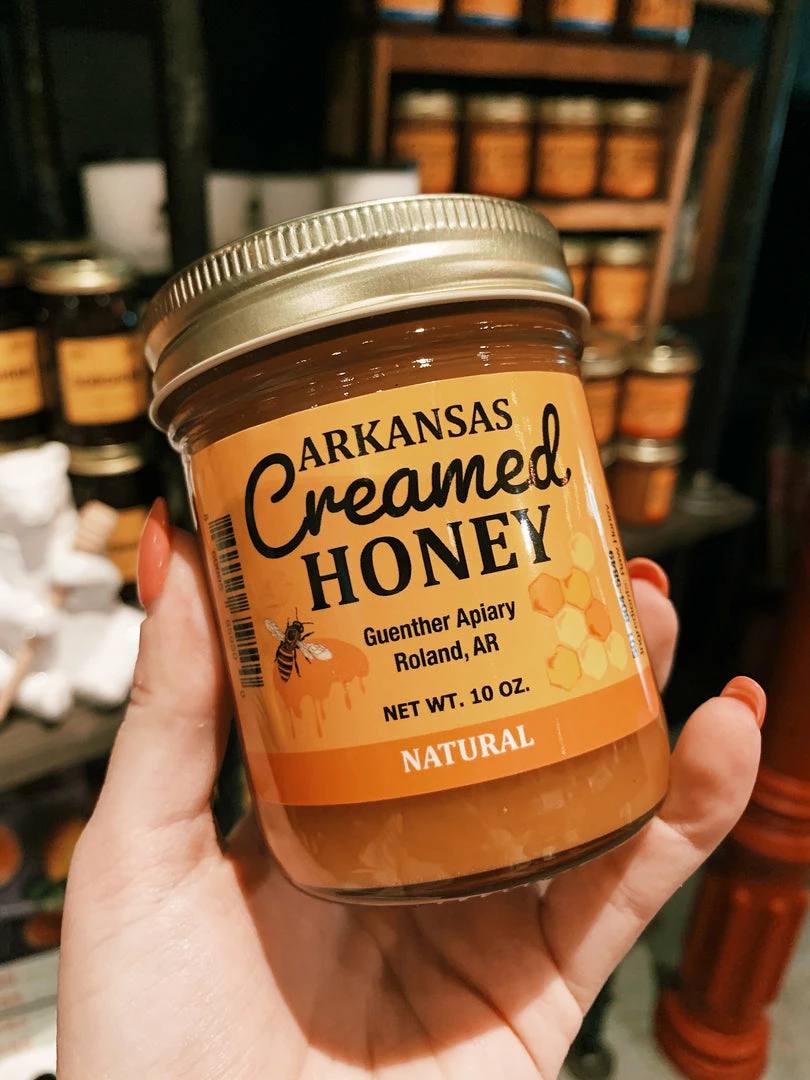 ARKANSAS
Creamed
HONEY
Guenther Apiary
Roland, AR
NET WT. 10 OZ.
NATURAL